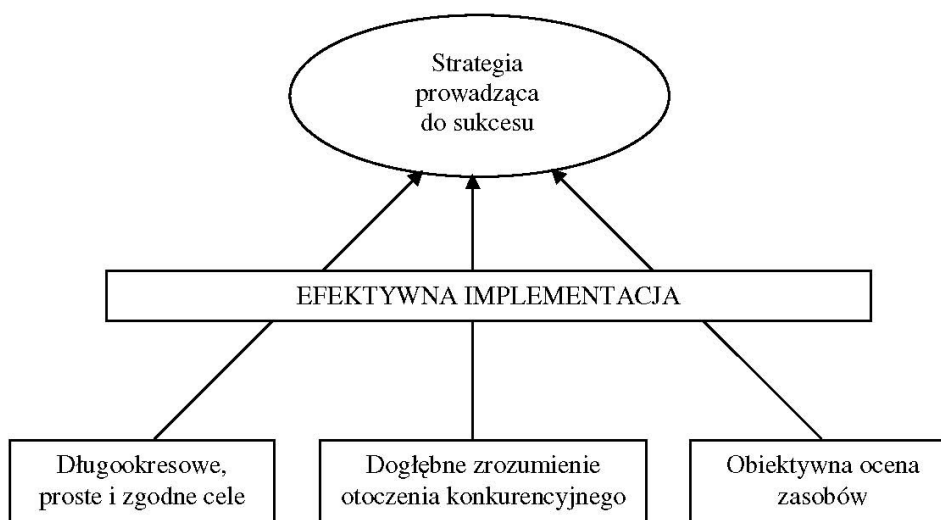 Strategia
prowadząca
do sukcesu
EFEKTYWNA IMPLEMENTACJA
Długookresowe,
proste i zgodne cele
Dogłębne zrozumienie
otoczenia konkurencyjnego
Obiektywna ocena
zasobów